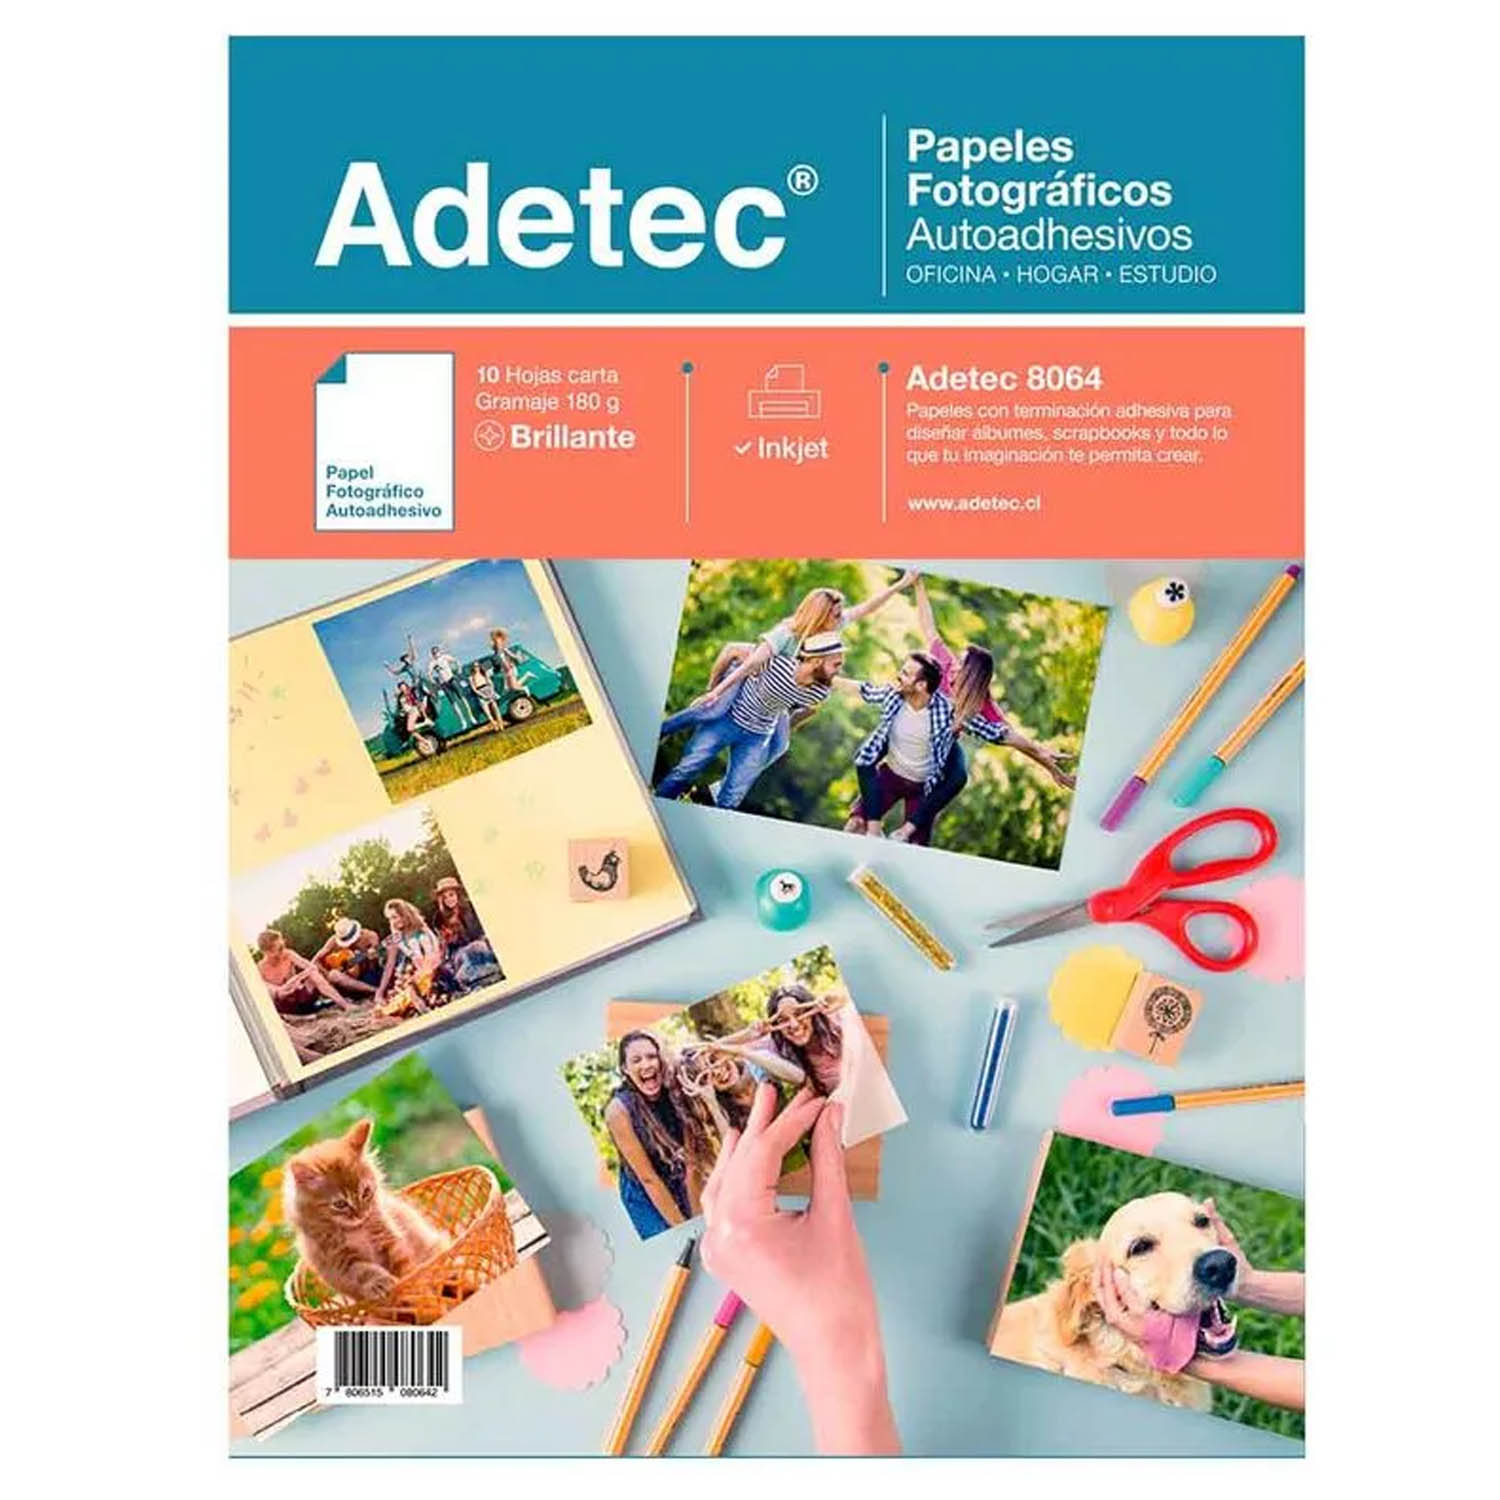 Adetec®
Papeles
Fotográficos
Autoadhesivos
OFICINA • HOGAR • ESTUDIO
Papel
Fotográfico
Autoadhesivo
10 Hojas carta
Gramaje 180 g
Brillante
Inkjet
Adetec 8064
Papeles con terminación adhesiva para
diseñar álbumes, scrapbooks y todo lo
que tu imaginación te permita crear.
www.adetec.cl
7 806515 080642